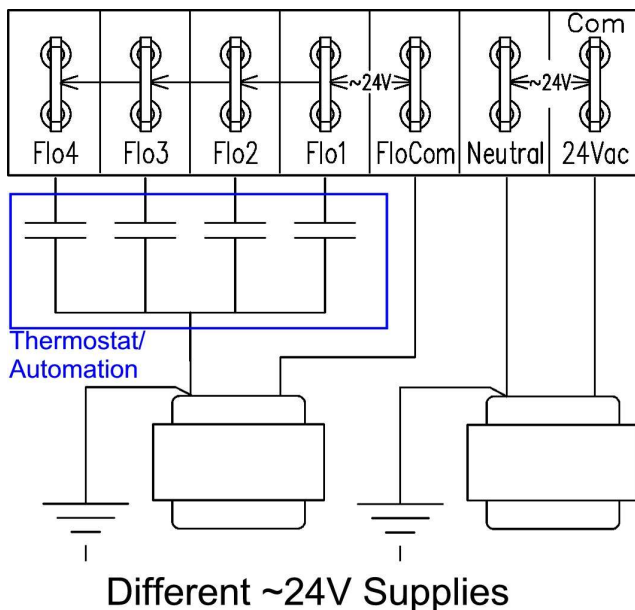 Com
~24V
~24V
Flo4 Flo3 Flo2 Flo1 FloCom Neutral 24Vac
Thermostat/
Automation
Different ~24V Supplies